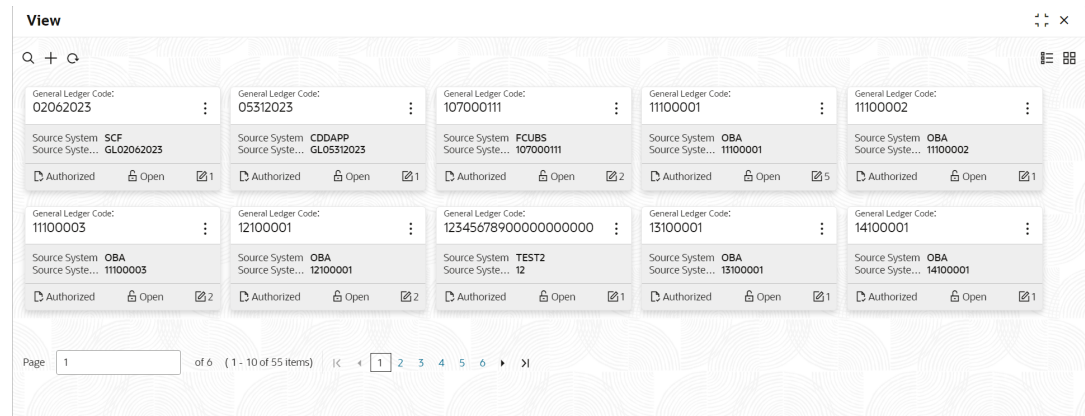 View
General Ledger Code:
02062023
Source System SCF
Source Syste... GL02062023
Authorized Open 1
General Ledger Code:
05312023
Source System CDDAPP
Source Syste... GL05312023
Authorized Open 1
General Ledger Code:
107000111
Source System FCUBS
Source Syste... 107000111
Authorized Open 2
General Ledger Code:
11100001
Source System OBA
Source Syste... 11100001
Authorized Open 5
General Ledger Code:
11100002
Source System OBA
Source Syste... 11100002
Authorized Open 1
General Ledger Code:
11100003
Source System OBA
Source Syste... 11100003
Authorized Open 2
General Ledger Code:
12100001
Source System OBA
Source Syste... 12100001
Authorized Open 2
General Ledger Code:
12345678900000000000
Source System TEST2
Source Syste... 12
Authorized Open 1
General Ledger Code:
13100001
Source System OBA
Source Syste... 13100001
Authorized Open 1
General Ledger Code:
14100001
Source System OBA
Source Syste... 14100001
Authorized Open 1
Page 1 of 6 ( 1 - 10 of 55 items) 1 2 3 4 5 6